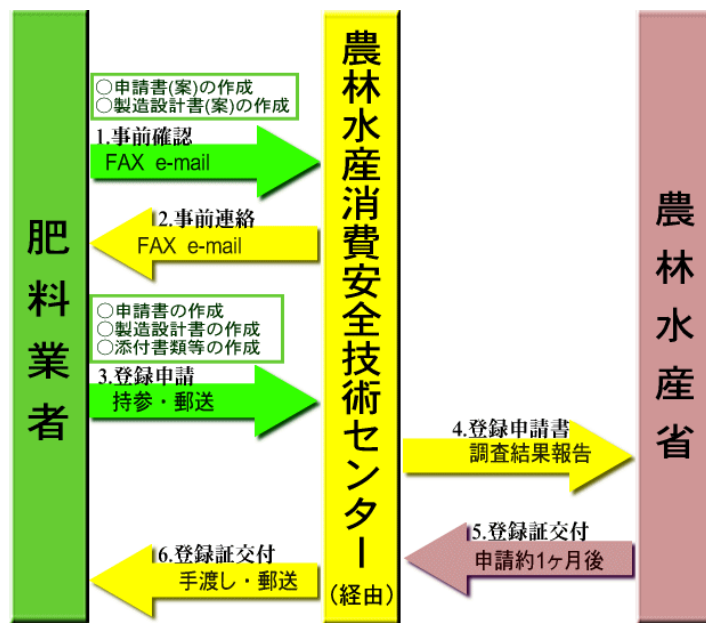 肥料業者
農林水産消費安全技術センター
(経由)
農林水産省
○申請書(案)の作成
○製造設計書(案)の作成
1.事前確認
FAX e-mail
2.事前連絡
FAX e-mail
○申請書の作成
○製造設計書の作成
○添付書類等の作成
3.登録申請
持参・郵送
4.登録申請書
調査結果報告
5.登録証交付
申請約1ヶ月後
6.登録証交付
手渡し・郵送